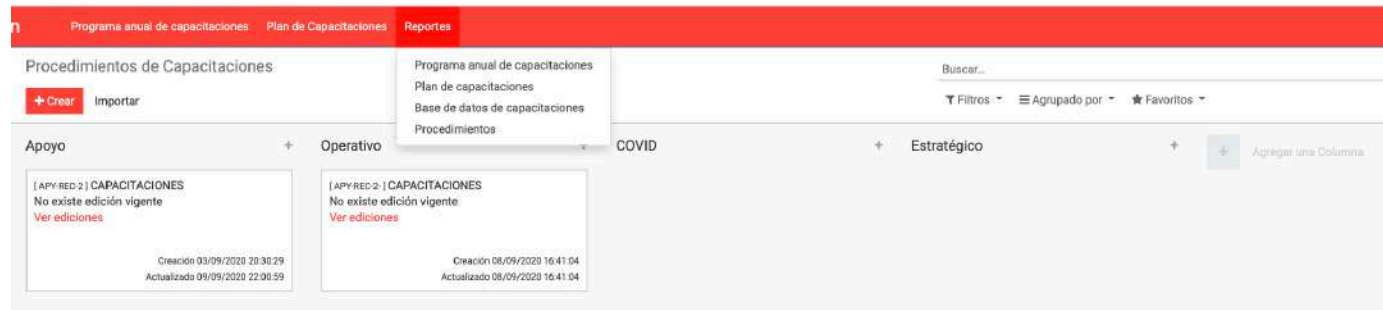 n Programa anual de capacitaciones Plan de Capacitaciones Reportes
Procedimientos de Capacitaciones
+ Crear Importar
Programa anual de capacitaciones
Plan de capacitaciones
Base de datos de capacitaciones
Procedimientos
Buscar...
Filtros Agrupado por Favoritos
Apoyo +
Operativo
COVID +
Estratégico +
+ Agregar una Columna
[ APY-RED-2 ] CAPACITACIONES
No existe edición vigente
Ver ediciones
Creación 03/09/2020 20:30:29
Actualizado 09/09/2020 22:00:59
[ APY-REC-2- ] CAPACITACIONES
No existe edición vigente
Ver ediciones
Creación 08/09/2020 16:41:04
Actualizado 08/09/2020 16:41:04